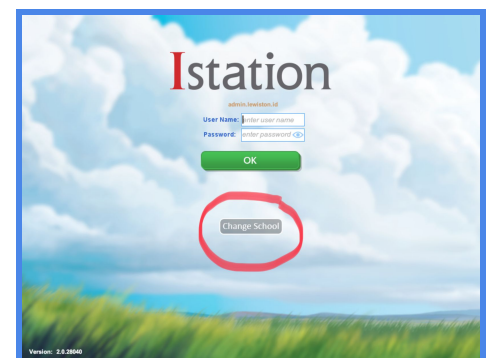 Istation
admin.lewiston.id
User Name: enter user name
Password: enter password
OK
Change School
Version: 2.0.28040